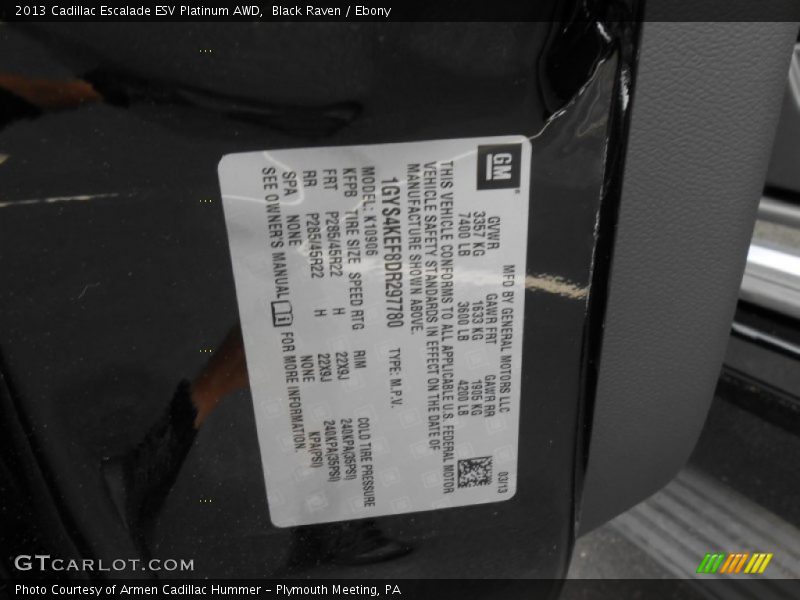 2013 Cadillac Escalade ESV Platinum AWD, Black Raven / Ebony
GM
MFD BY GENERAL MOTORS LLC 03/13
GVWR GAWR FRT GAWR RR
3357 KG 1633 KG 1905 KG
7400 LB 3600 LB 4200 LB
THIS VEHICLE CONFORMS TO ALL APPLICABLE U.S. FEDERAL MOTOR
VEHICLE SAFETY STANDARDS IN EFFECT ON THE DATE OF
MANUFACTURE SHOWN ABOVE.
1GYS4KEF8DR297780 TYPE: M.P.V.
MODEL: K10906
KFPB TIRE SIZE SPEED RTG RIM COLD TIRE PRESSURE
FRT P285/45R22 H 22X9J 240KPA(35PSI)
RR P285/45R22 H 22X9J 240KPA(35PSI)
SPA NONE NONE KPA(PSI)
SEE OWNER'S MANUAL FOR MORE INFORMATION.
GTCARLOT.COM
Photo Courtesy of Armen Cadillac Hummer – Plymouth Meeting, PA